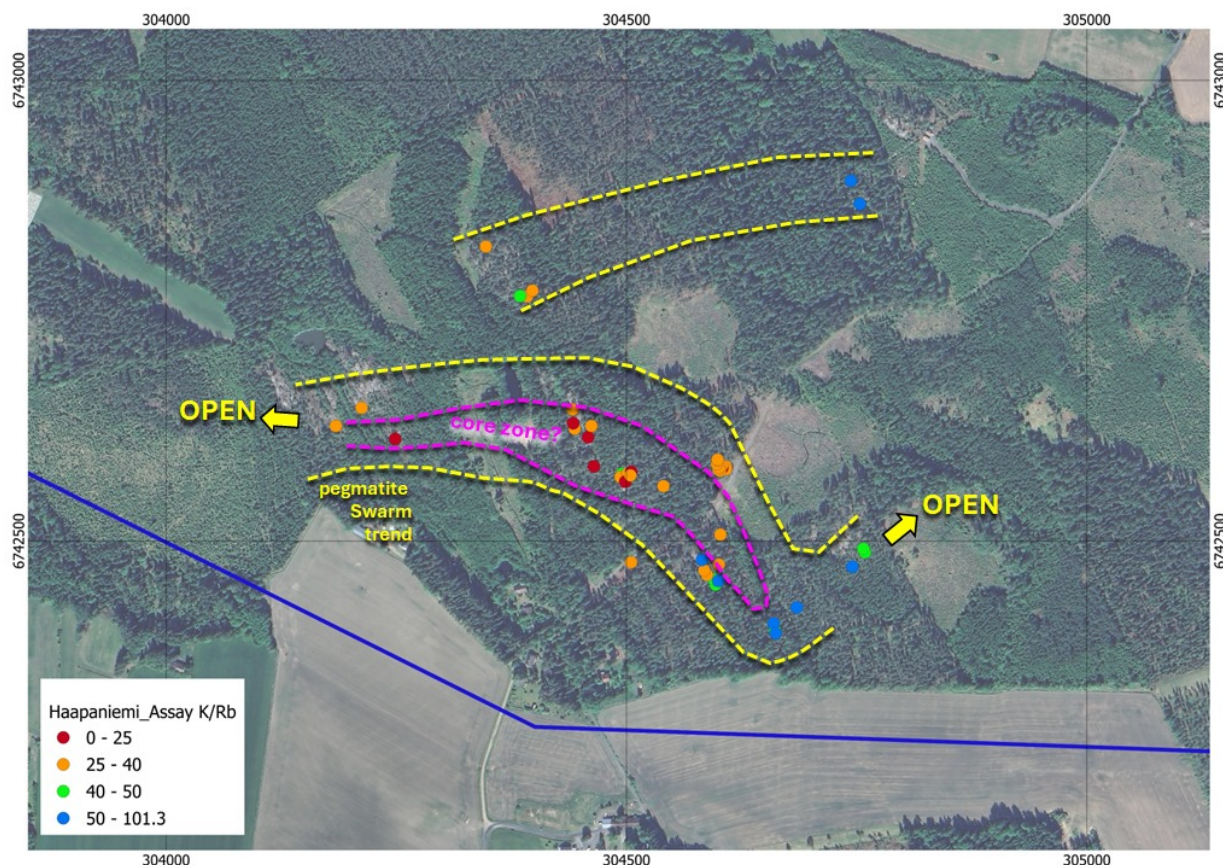 304000
304500
305000
6743000
6743000
OPEN
core zone?
pegmatite
Swarm
trend
OPEN
6742500
6742500
Haapaniemi_Assay K/Rb
0 - 25
25 - 40
40 - 50
50 - 101.3
304000
304500
305000